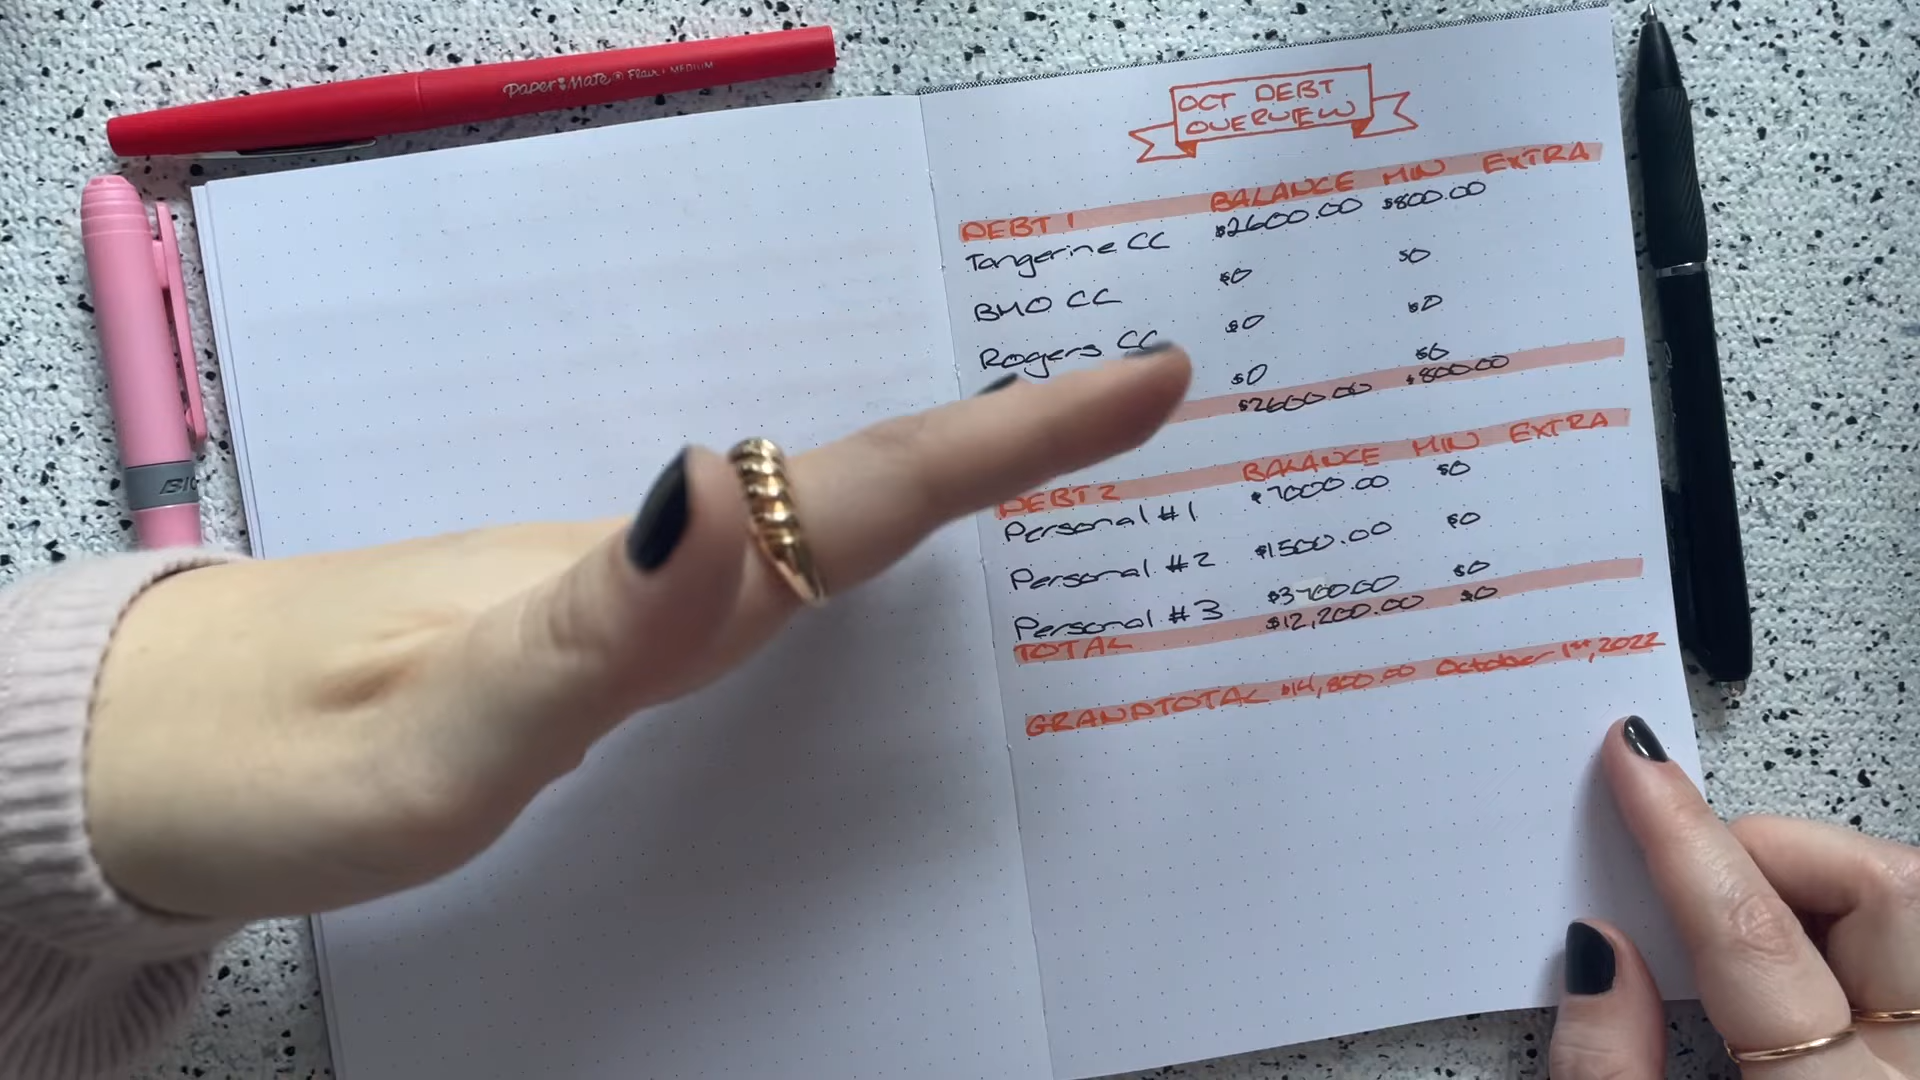 PAPER MATE® Flair · MEDIUM
BIC
OCT DEBT
OVERVIEW
DEBT 1 BALANCE MIN EXTRA
Tangerine CC $2600.00 $800.00
BMO CC $0 $0
Rogers CC $0 $0
$0 $0
$2600.00 $800.00
DEBT 2 BALANCE MIN EXTRA
Personal #1 $7000.00 $0
Personal #2 $1500.00 $0
Personal #3 $3700.00 $0
TOTAL $12,200.00 $0
GRANDTOTAL $14,800.00 October 1st, 2022